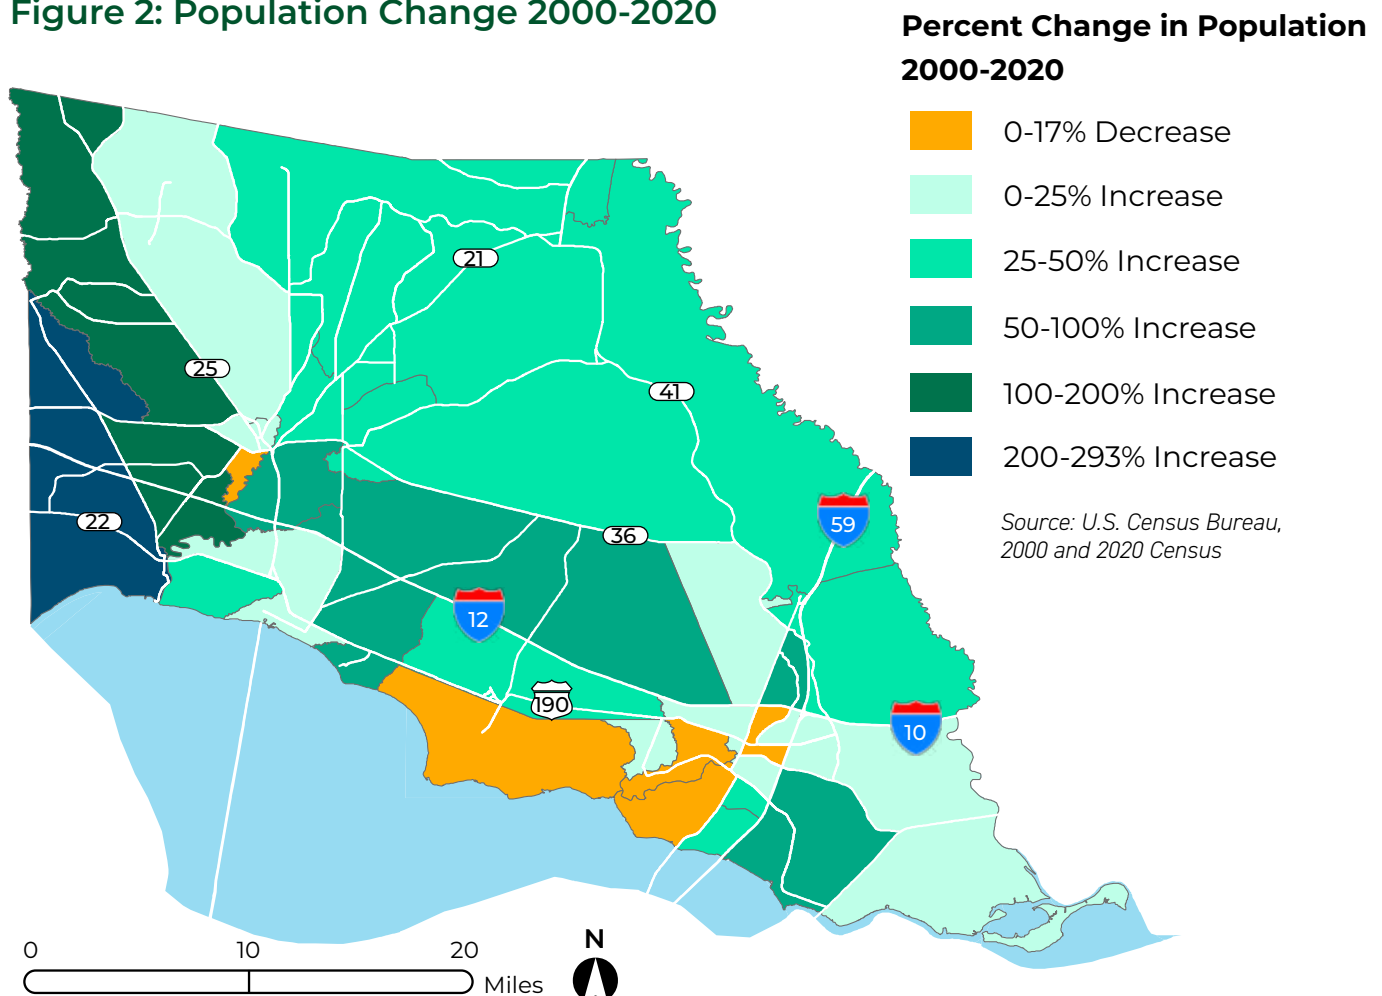 Figure 2: Population Change 2000-2020
Percent Change in Population
2000-2020
0-17% Decrease
0-25% Increase
25-50% Increase
50-100% Increase
100-200% Increase
200-293% Increase
Source: U.S. Census Bureau,
2000 and 2020 Census
21
25
41
59
22
36
12
190
10
0 10 20
Miles
N